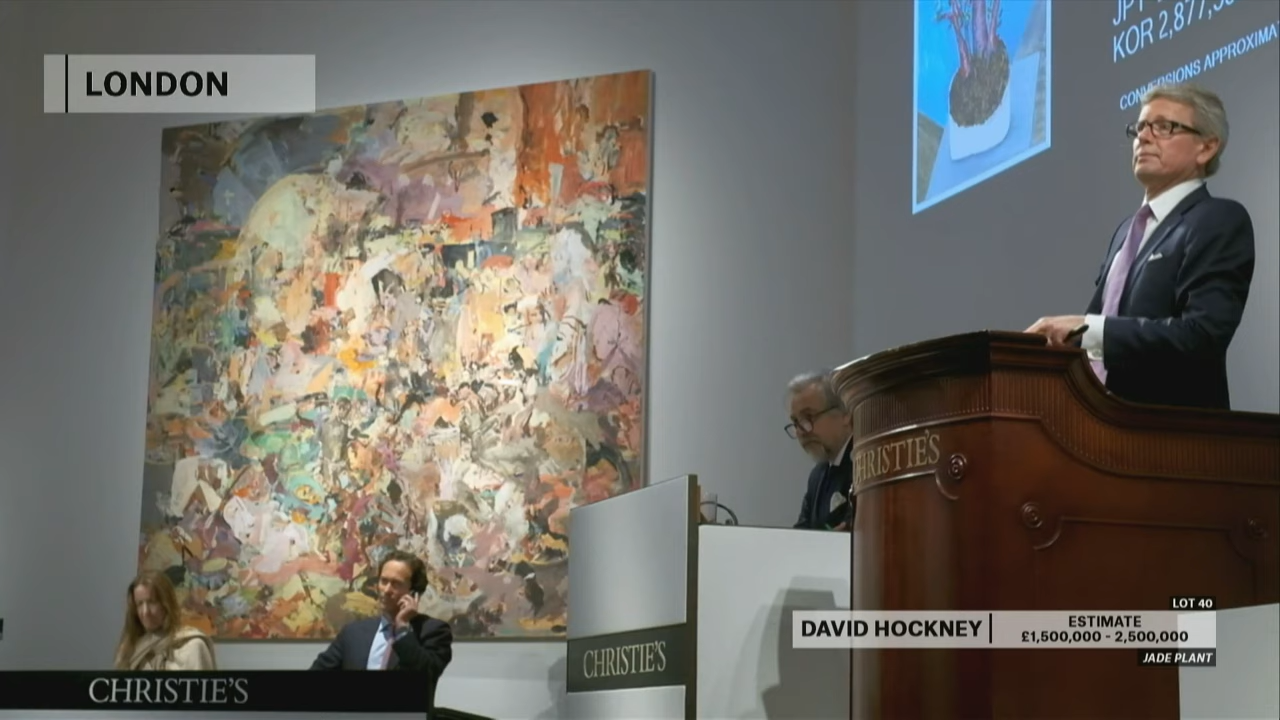 LONDON
KOR 2,877,
CONVERSIONS APPROXIMA
CHRISTIE'S
LOT 40
DAVID HOCKNEY
ESTIMATE
£1,500,000 - 2,500,000
JADE PLANT
CHRISTIE'S
CHRISTIE'S